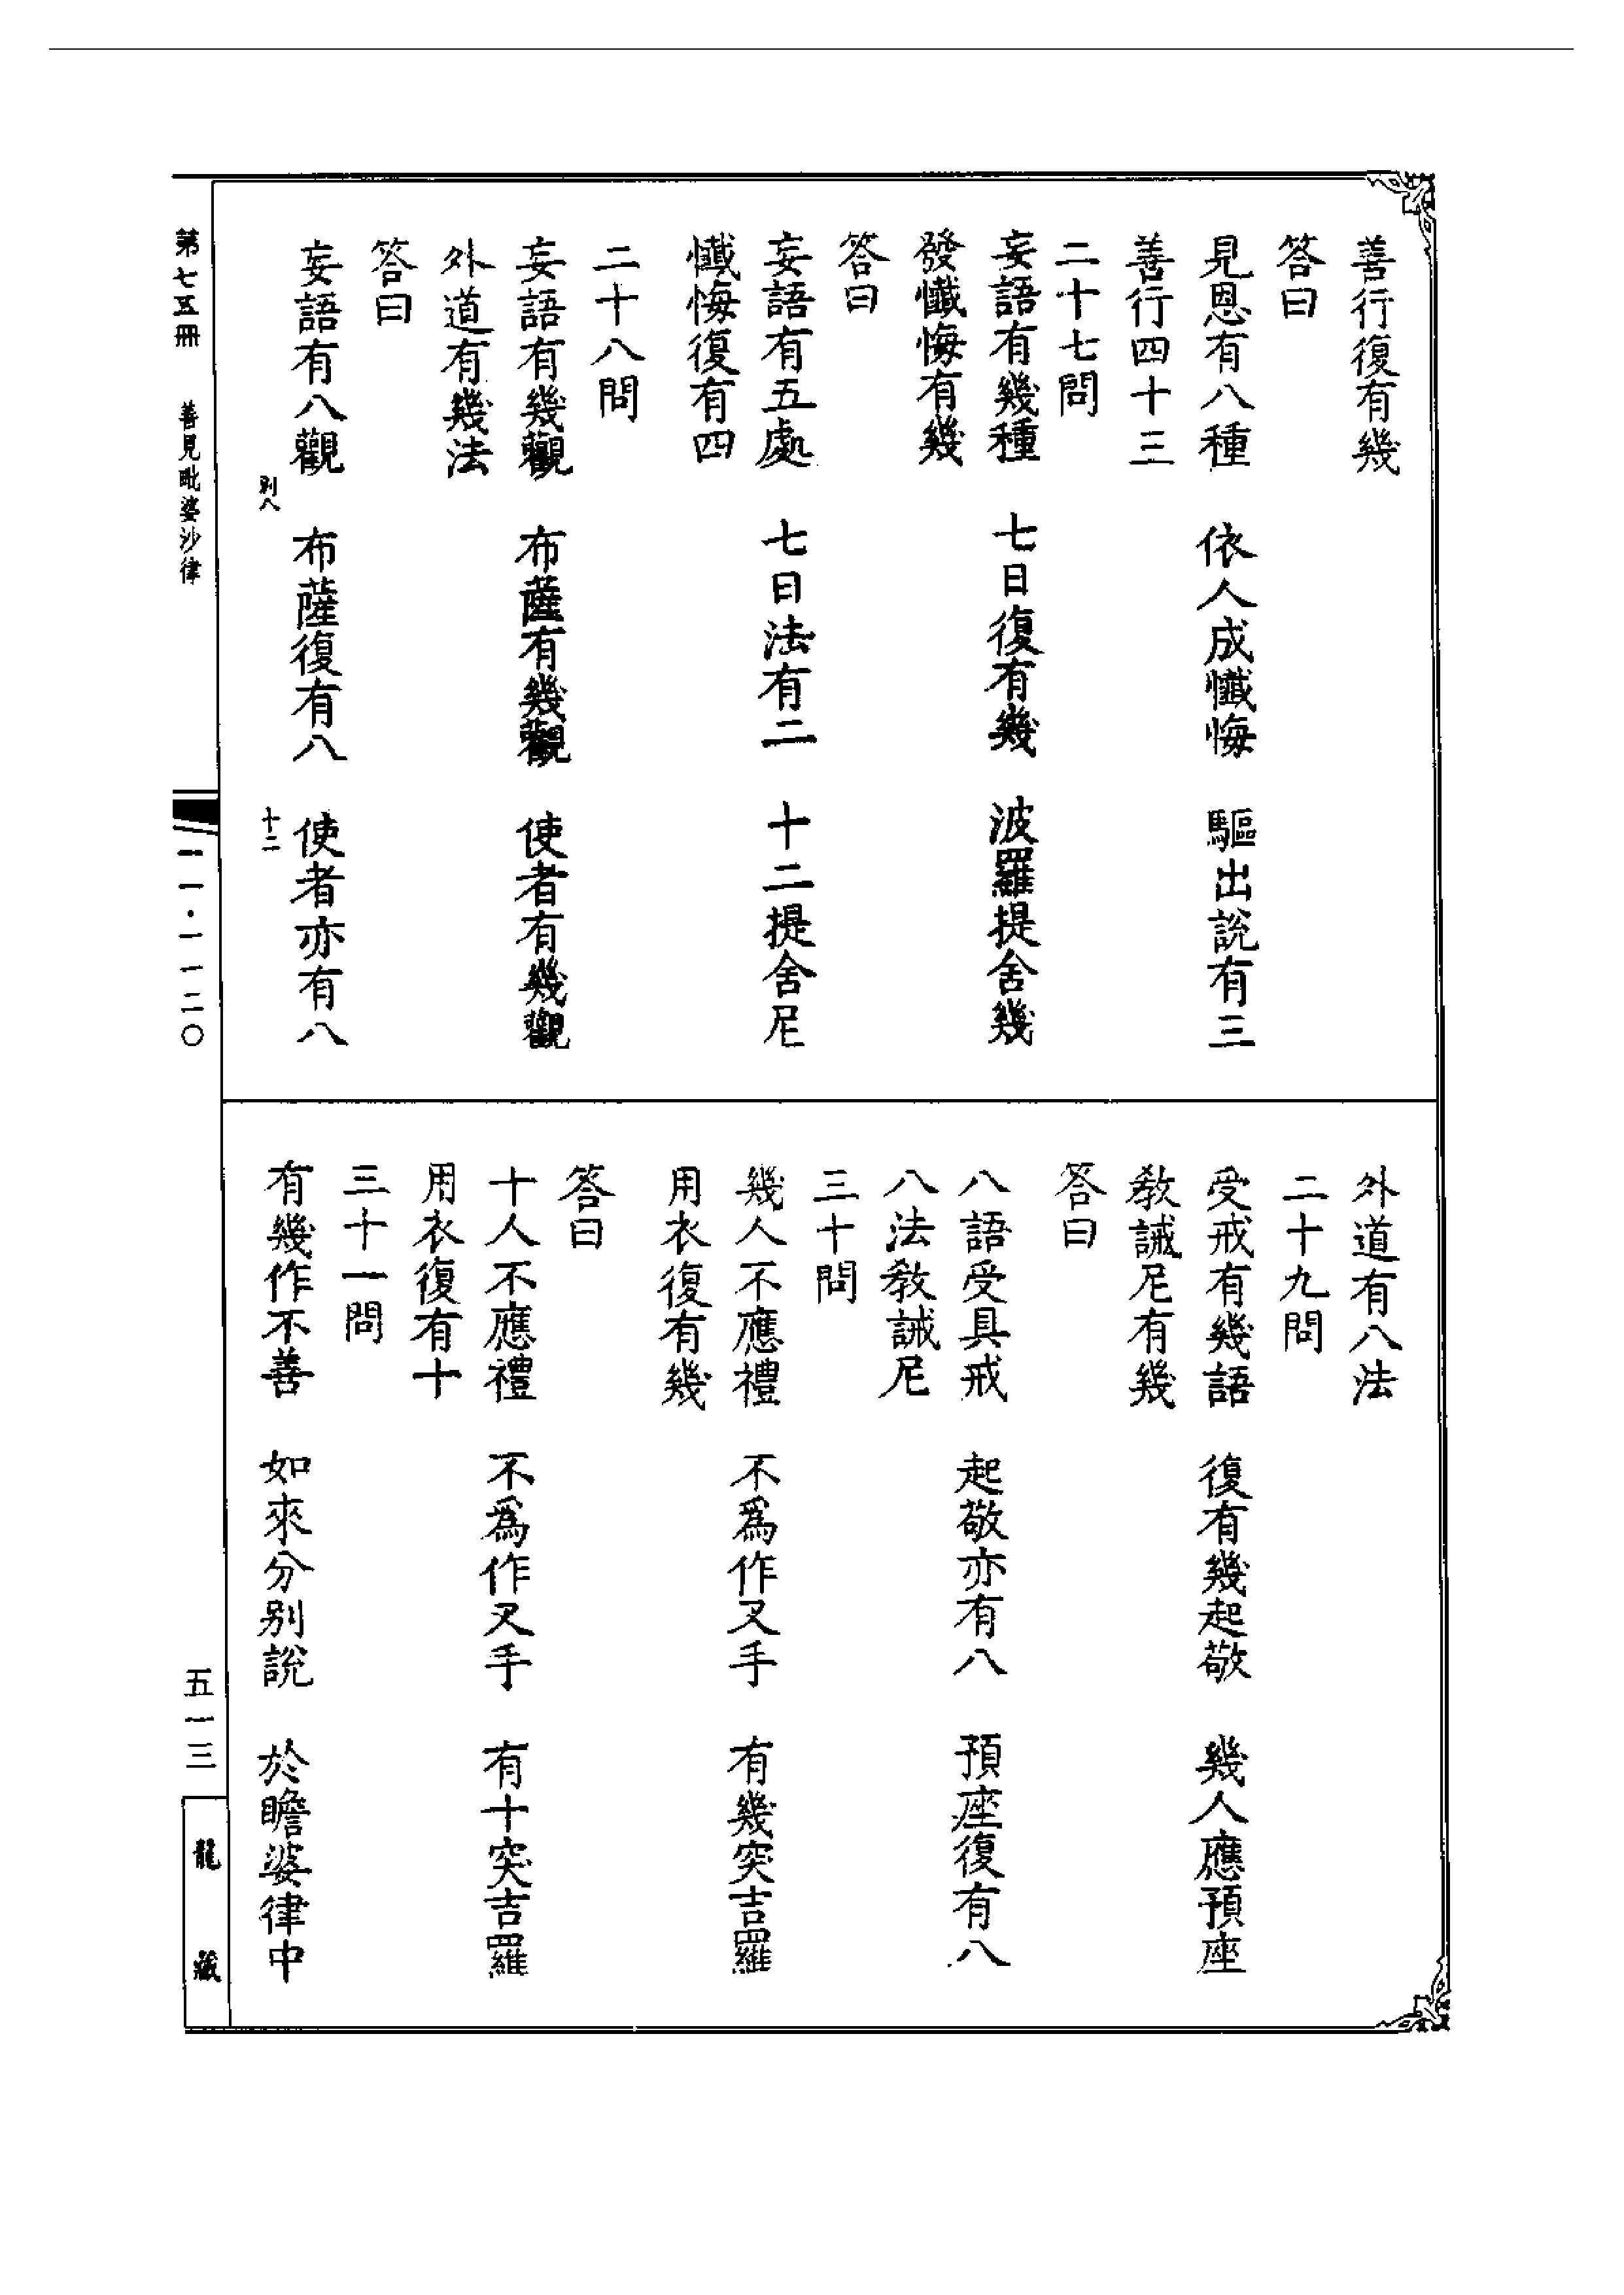 善行復有幾
答曰
見恩有八種　依人成懺悔　驅出説有三
善行四十三
二十七問
妄語有幾種　七日復有幾　波羅提舍幾
發懺悔有幾
答曰
妄語有五處　七日法有二　十二提舍尼
懺悔復有四
二十八問
妄語有幾觀　布薩有幾觀　使者有幾觀
外道有幾法
答曰
妄語有八觀　布薩復有八　使者亦有八
別八　十二
外道有八法
二十九問
受戒有幾語　復有幾起敬　幾人應預座
教誡尼有幾
答曰
八語受具戒　起敬亦有八　預座復有八
八法教誡尼
三十問
幾人不應禮　不爲作叉手　有幾突吉羅
用衣復有幾
答曰
十人不應禮　不爲作叉手　有十突吉羅
用衣復有十
三十一問
有幾作不善　如來分别説　於瞻婆律中
第七五冊　善見毗婆沙律　一一·一一二〇　五一三　龍藏